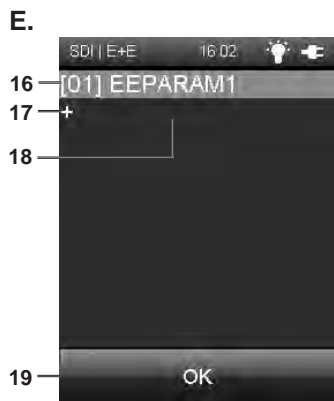 E.
SDI | E+E 16:02
16 [01] EEPARAM1
17 +
18
19 OK